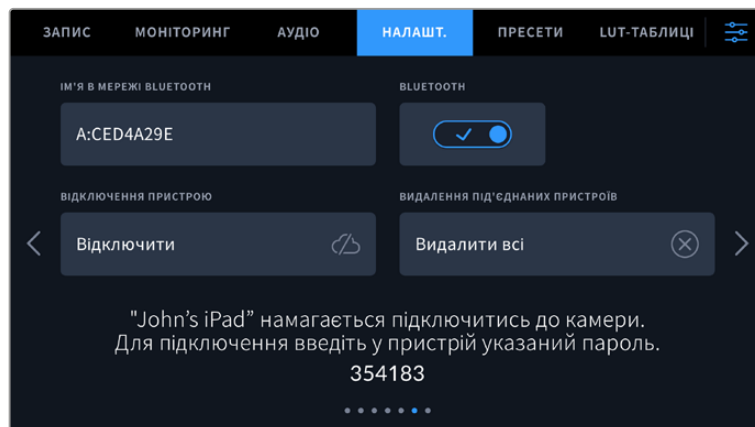 ЗАПИС МОНІТОРИНГ АУДІО НАЛАШТ. ПРЕСЕТИ LUT-ТАБЛИЦІ
ІМ'Я В МЕРЕЖІ BLUETOOTH BLUETOOTH
A:CED4A29E
ВІДКЛЮЧЕННЯ ПРИСТРОЮ ВИДАЛЕННЯ ПІД'ЄДНАНИХ ПРИСТРОЇВ
Відключити Видалити всі
"John’s iPad” намагається підключитись до камери.
Для підключення введіть у пристрій указаний пароль.
354183